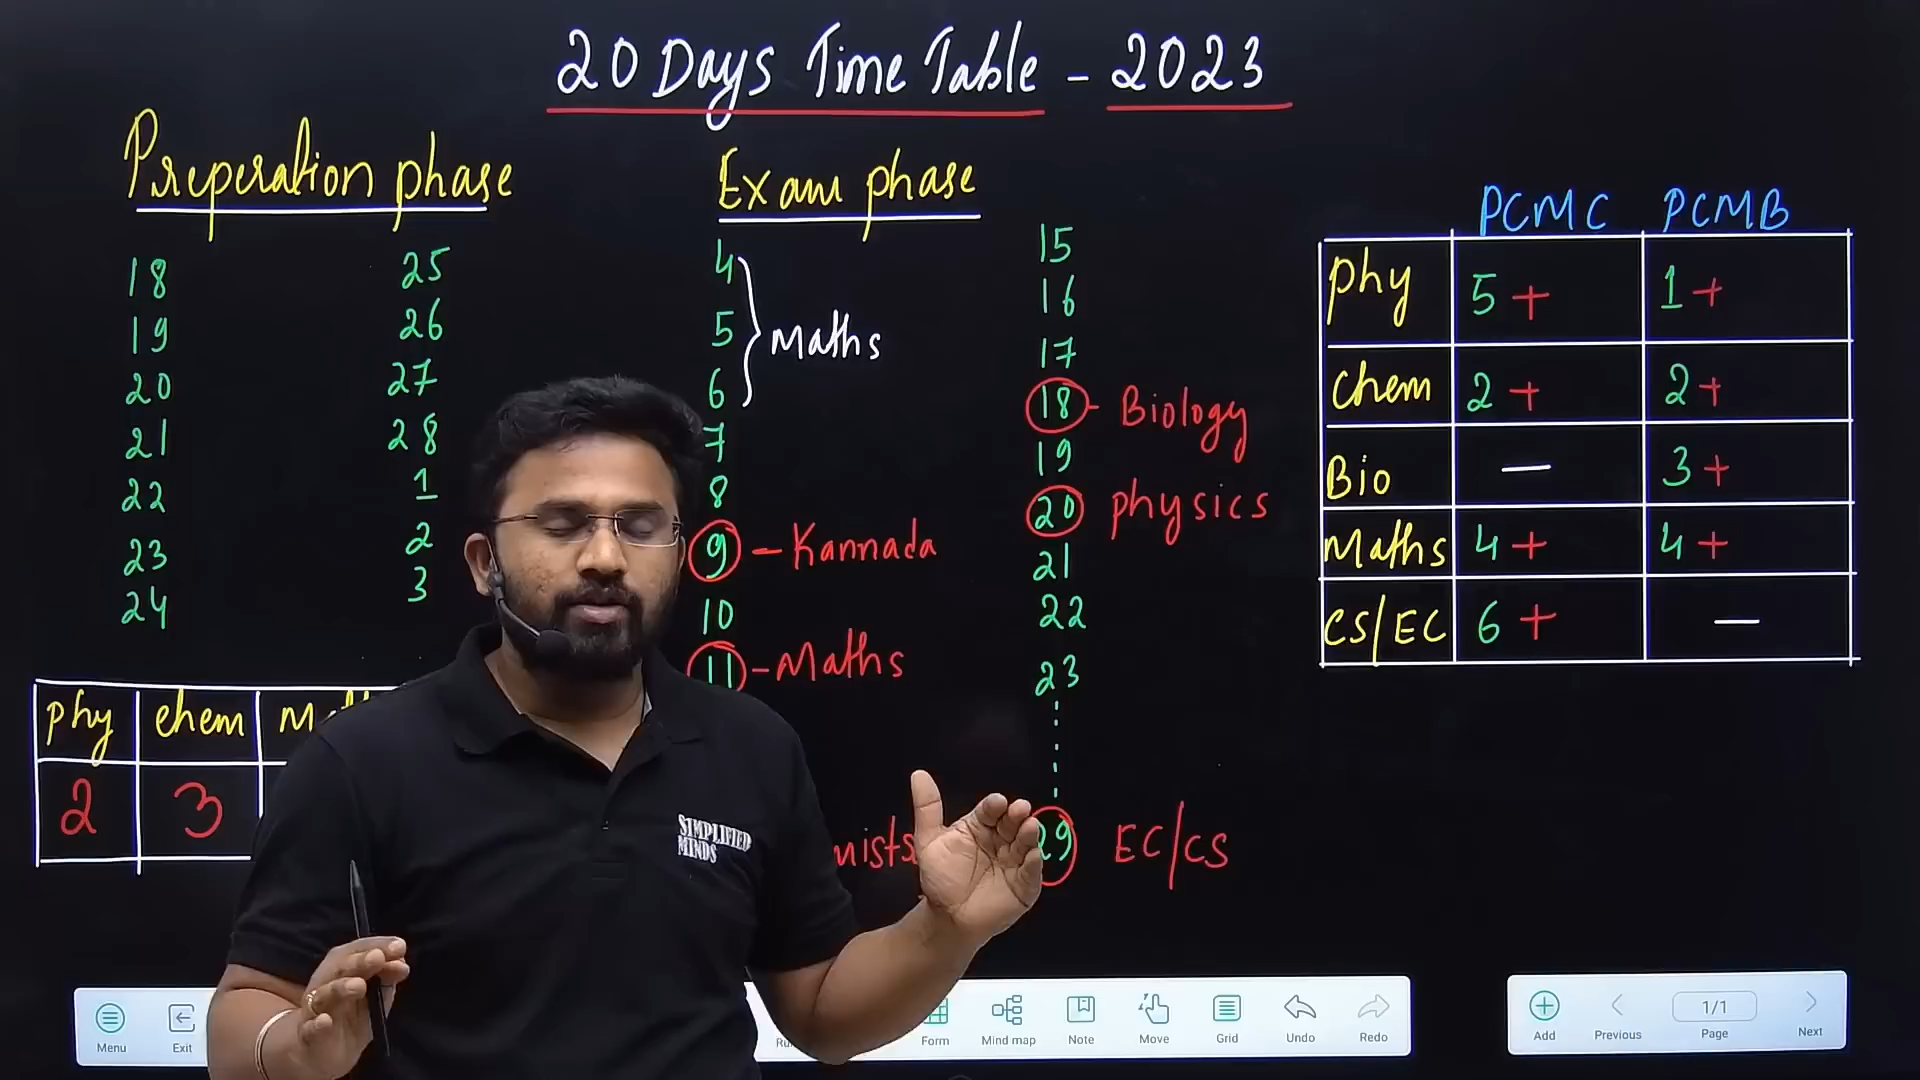 20 Days Time Table - 2023
Preperation phase
18
19
20
21
22
23
24
25
26
27
28
1
2
3
phy chem
2 3
Exam phase
4
5
6
Maths
7
8
9 - Kannada
10
11 - Maths
15
16
17
18 - Biology
19
20 physics
21
22
23
29 EC/CS
PCMC PCMB
Phy 5+ 1+
Chem 2+ 2+
Bio — 3+
Maths 4+ 4+
CS/EC 6+ —
SIMPLIFIED
MINDS
Menu Exit Form Mind map Note Move Grid Undo Redo
Add Previous 1/1 Page Next